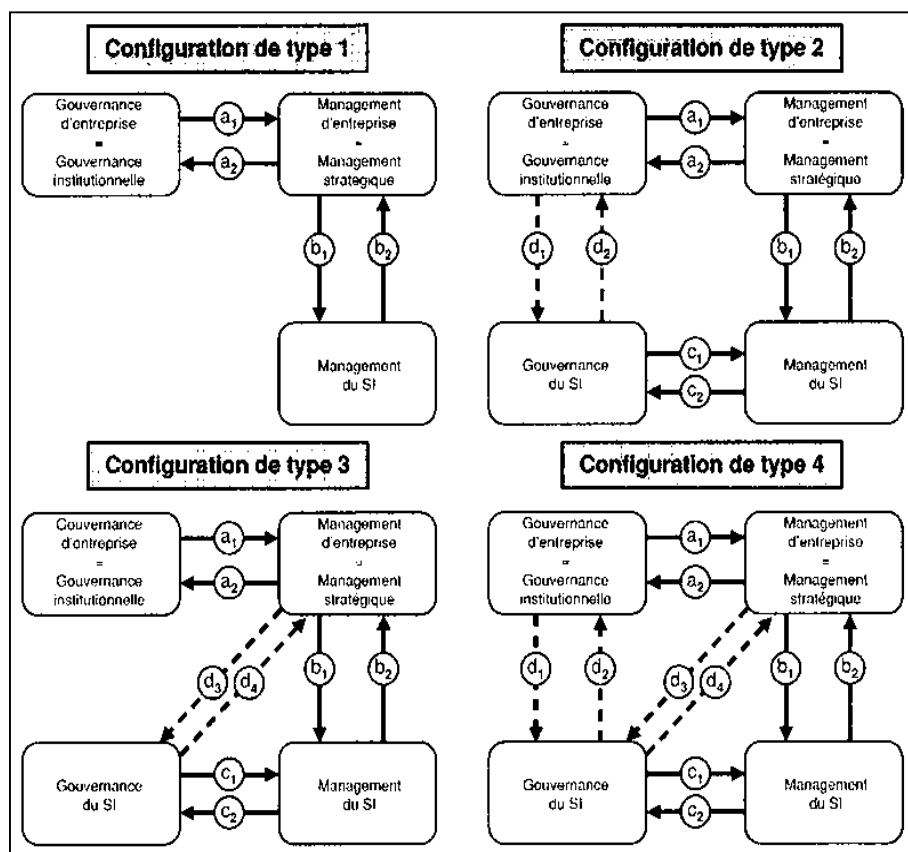 Configuration de type 1
Gouvernance
d'entreprise
=
Gouvernance
institutionnelle
a1
a2
Management
d'entreprise
=
Management
stratégique
b1
b2
Management
du SI
Configuration de type 2
Gouvernance
d'entreprise
=
Gouvernance
institutionnelle
a1
a2
Management
d'entreprise
=
Management
stratégique
d1
d2
b1
b2
Gouvernance
du SI
c1
c2
Management
du SI
Configuration de type 3
Gouvernance
d'entreprise
=
Gouvernance
institutionnelle
a1
a2
Management
d'entreprise
=
Management
stratégique
d3
d4
b1
b2
Gouvernance
du SI
c1
c2
Management
du SI
Configuration de type 4
Gouvernance
d'entreprise
=
Gouvernance
institutionnelle
a1
a2
Management
d'entreprise
=
Management
stratégique
d1
d2
d3
d4
b1
b2
Gouvernance
du SI
c1
c2
Management
du SI